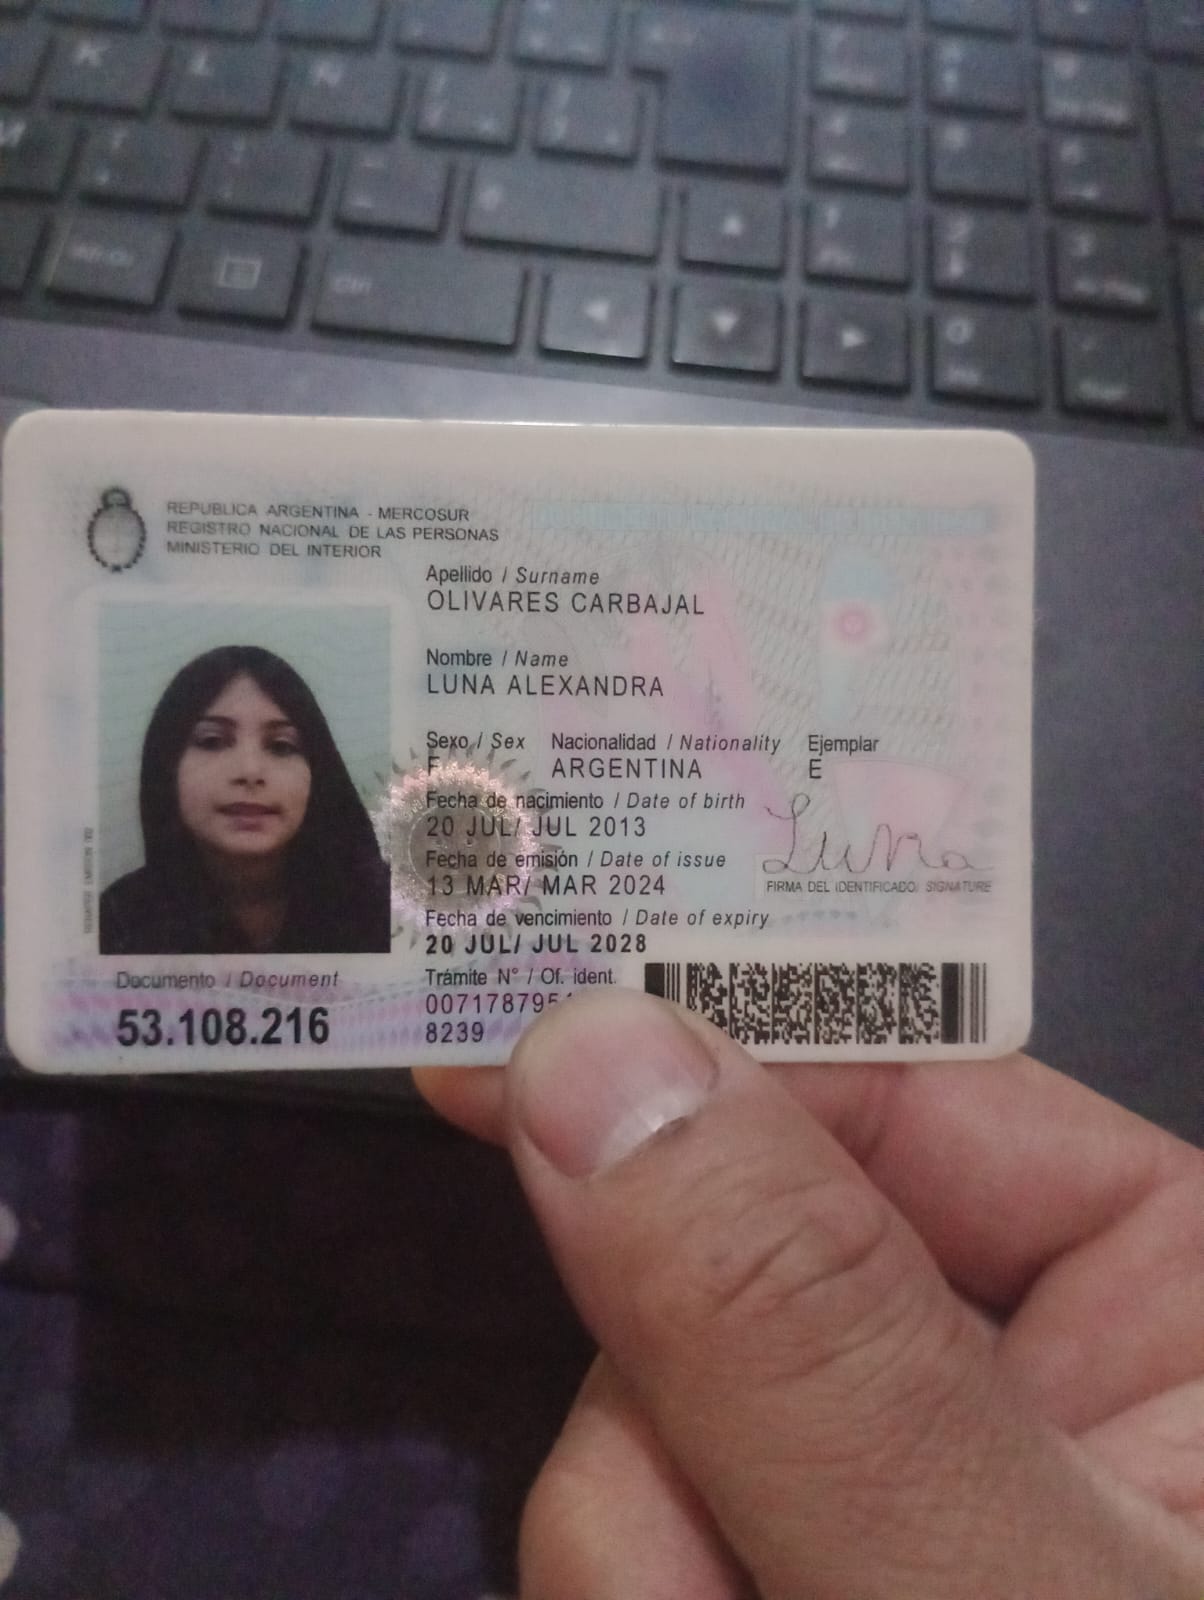 REPUBLICA ARGENTINA - MERCOSUR
REGISTRO NACIONAL DE LAS PERSONAS
MINISTERIO DEL INTERIOR
Apellido / Surname
OLIVARES CARBAJAL
Nombre / Name
LUNA ALEXANDRA
Sexo / Sex Nacionalidad / Nationality Ejemplar
F ARGENTINA E
Fecha de nacimiento / Date of birth
20 JUL/ JUL 2013
Fecha de emisión / Date of issue
13 MAR/ MAR 2024
Luna
FIRMA DEL IDENTIFICADO/ SIGNATURE
Fecha de vencimiento / Date of expiry
20 JUL/ JUL 2028
Documento / Document
53.108.216
Trámite N° / Of. ident.
8239